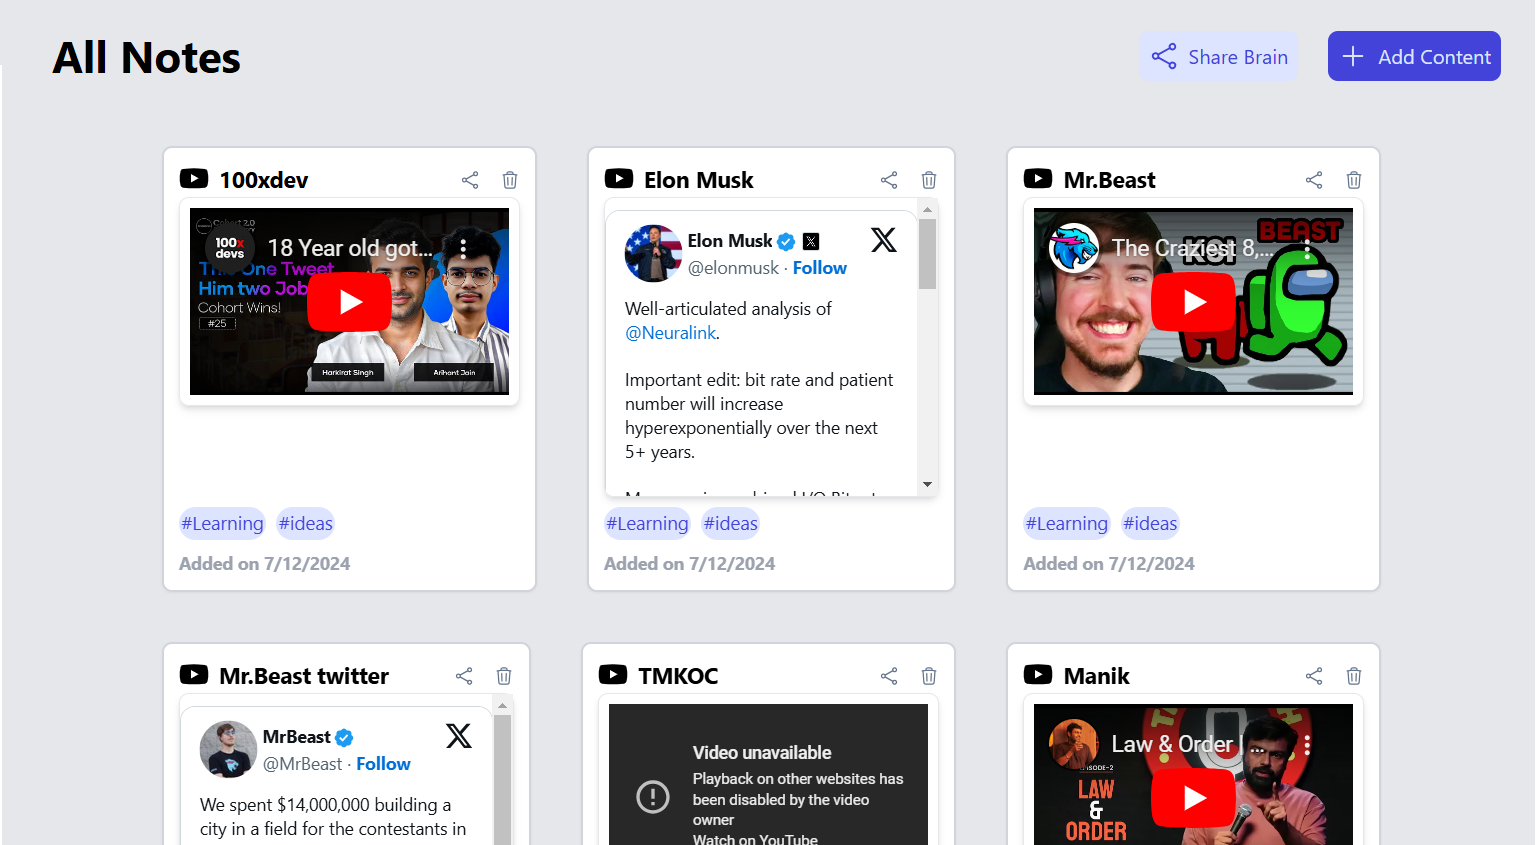 All Notes
Share Brain
Add Content
100xdev
Cohort 2.0
100x
devs
18 Year old got...
One Tweet
Him two Job
Cohort Wins!
#25
Harkirat Singh
Arihant Jain
#Learning #ideas
Added on 7/12/2024
Elon Musk
Elon Musk
@elonmusk · Follow
Well-articulated analysis of
@Neuralink.
Important edit: bit rate and patient
number will increase
hyperexponentially over the next
5+ years.
#Learning #ideas
Added on 7/12/2024
Mr.Beast
The Craziest 8,...
KSI
BEAST
#Learning #ideas
Added on 7/12/2024
Mr.Beast twitter
MrBeast
@MrBeast · Follow
We spent $14,000,000 building a
city in a field for the contestants in
TMKOC
Video unavailable
Playback on other websites has
been disabled by the video
owner
Watch on YouTube
Manik
Law & Order | ...
LAW
&
ORDER